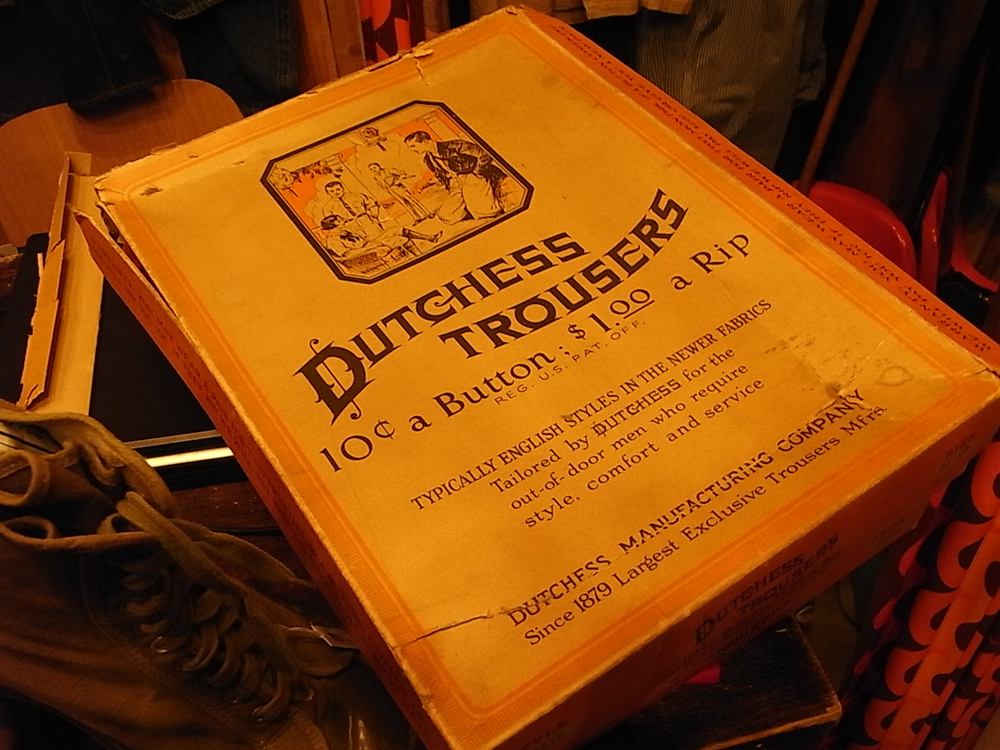 DUTCHESS
TROUSERS
10¢ a Button; $1.00 a Rip
REG. U.S. PAT. OFF.
TYPICALLY ENGLISH STYLES IN THE NEWER FABRICS
Tailored by DUTCHESS for the
out-of-door men who require
style, comfort and service
DUTCHESS MANUFACTURING COMPANY
Since 1879 Largest Exclusive Trousers Mfrs.
DUTCHESS
TROUSERS